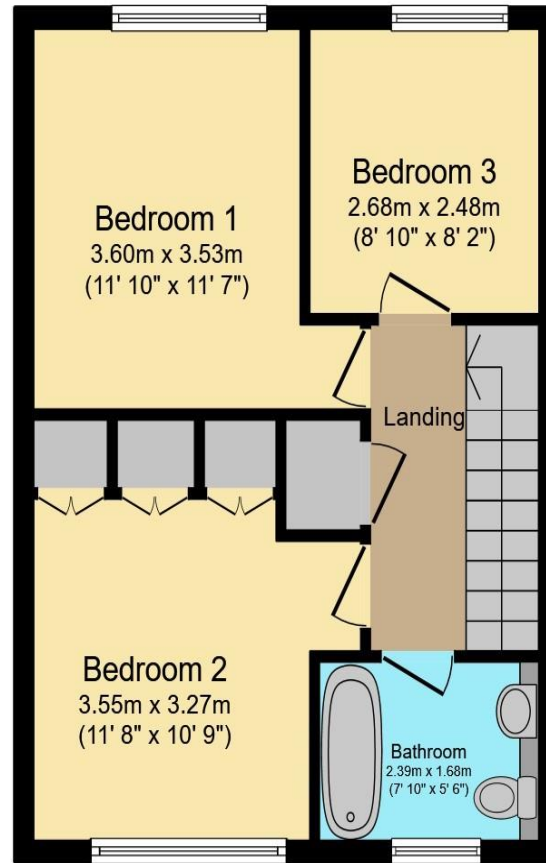 Bedroom 1
3.60m x 3.53m
(11' 10" x 11' 7")
Bedroom 3
2.68m x 2.48m
(8' 10" x 8' 2")
Landing
Bedroom 2
3.55m x 3.27m
(11' 8" x 10' 9")
Bathroom
2.39m x 1.68m
(7' 10" x 5' 6")